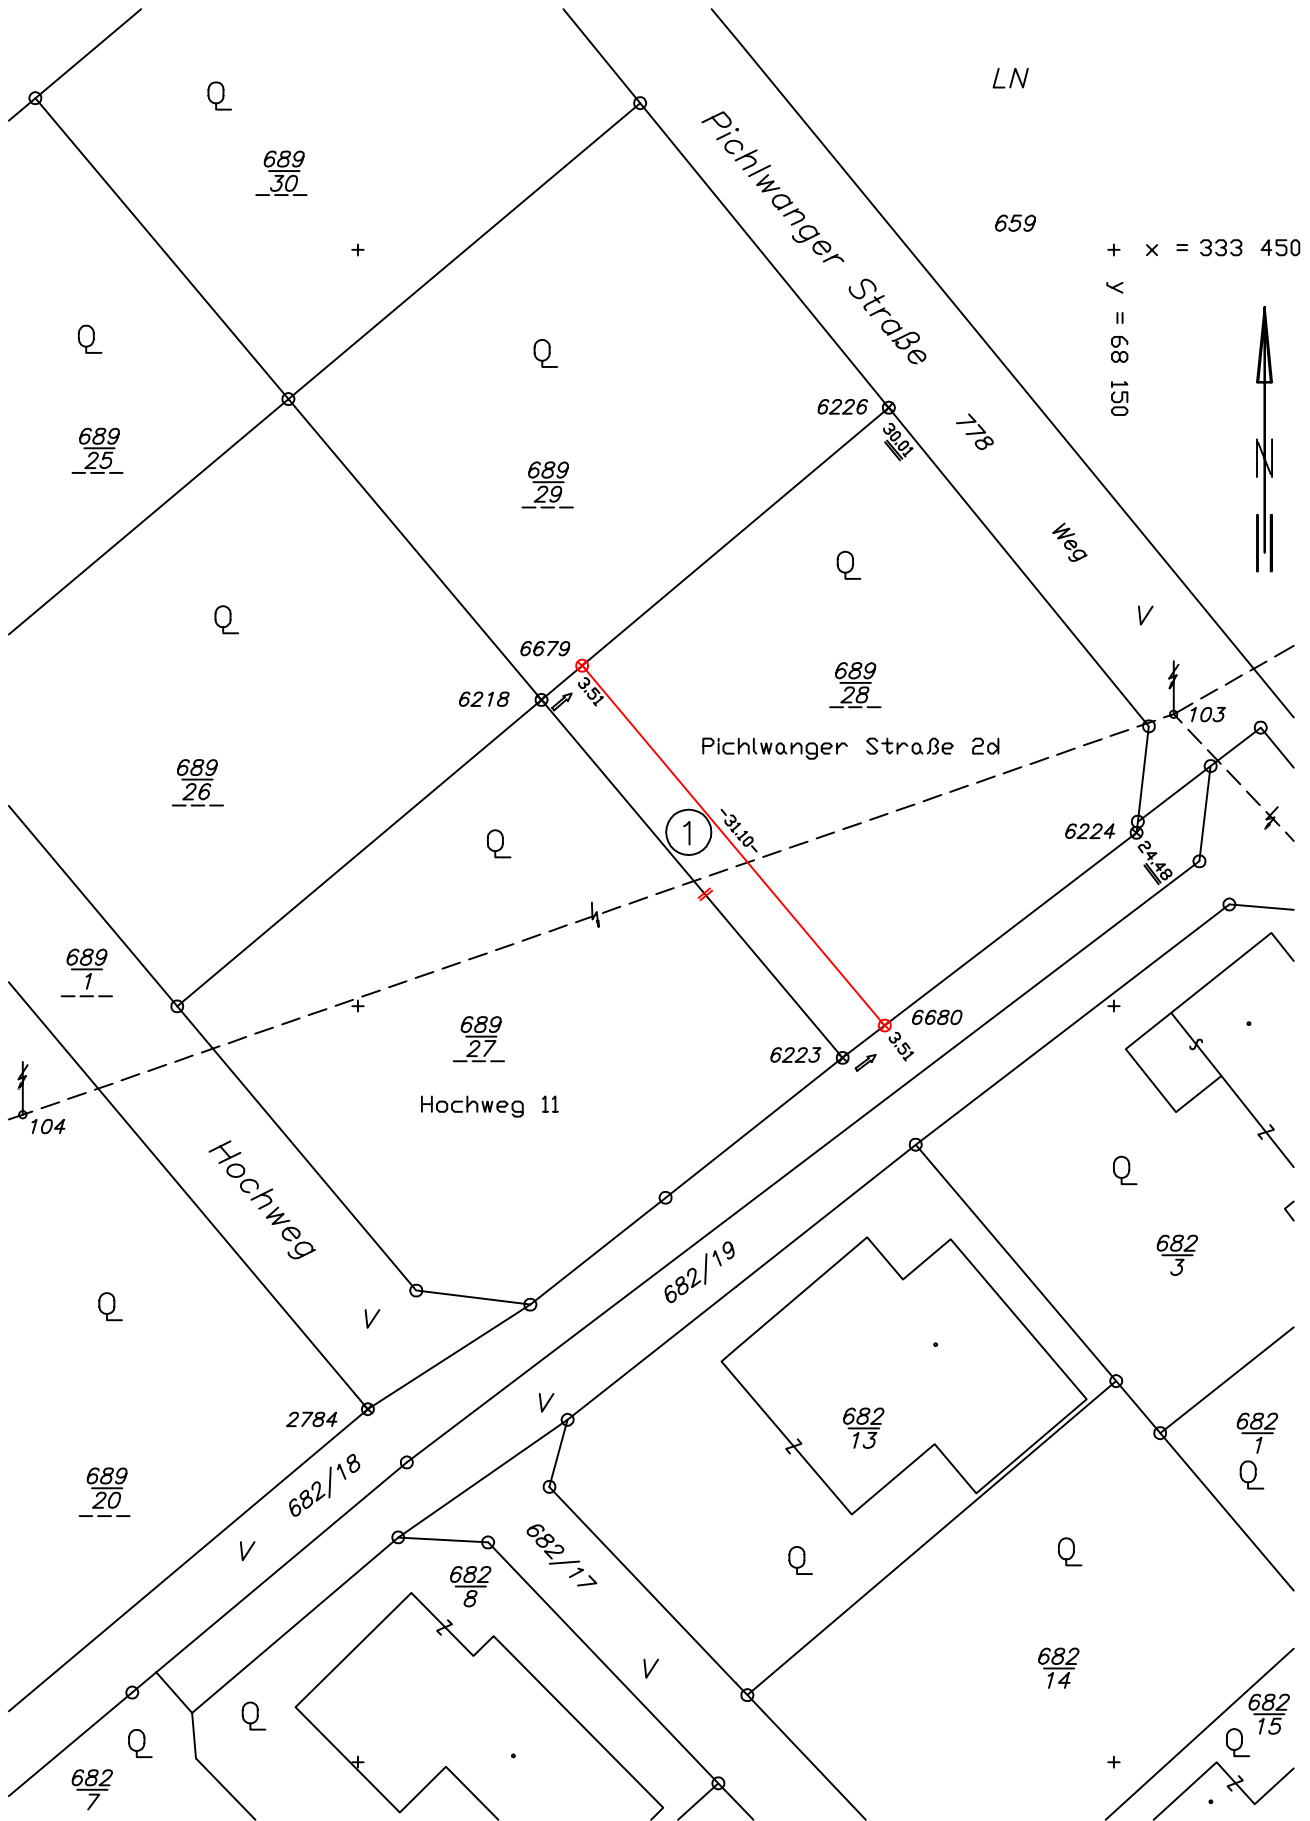 LN
Q
689
30
Pichlwanger Straße
659
x = 333 450
y = 68 150
Q
Q
689
25
6226
30.01
778
689
29
N
Weg
Q
V
Q
6679
6218
3.51
689
28
103
Pichlwanger Straße 2d
689
26
-31.10-
1
6224
24.48
Q
689
1
6680
3.51
6223
689
27
Hochweg 11
104
Hochweg
Q
682
3
682/19
Q
V
V
2784
682
13
682
1
Q
682/18
689
20
V
682/17
Q
Q
682
8
V
682
14
682
15
Q
Q
Q
682
7